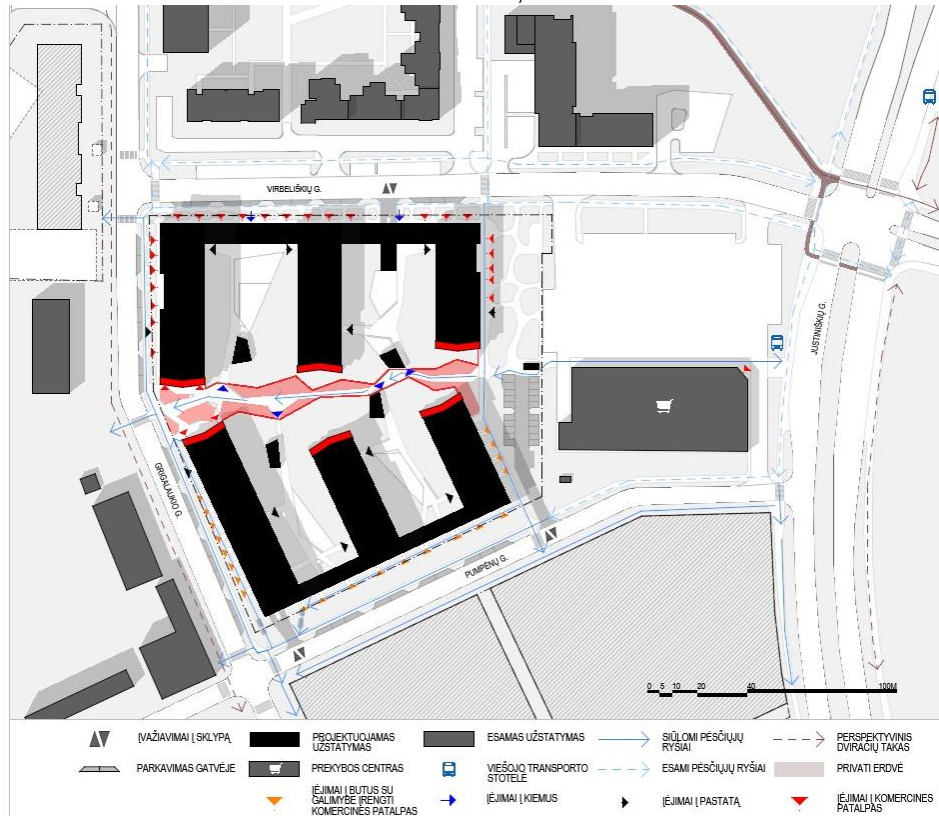 VIRBELIŠKIŲ G.
JUSTINIŠKIŲ G.
GRIGALAUKIO G.
PUMPĖNŲ G.
0 5 10 20 40 100M
ĮVAŽIAVIMAI Į SKLYPĄ
PROJEKTUOJAMAS
UŽSTATYMAS
ESAMAS UŽSTATYMAS
SIŪLOMI PĖSČIŲJŲ
RYŠIAI
PERSPEKTYVINIS
DVIRAČIŲ TAKAS
PARKAVIMAS GATVĖJE
PREKYBOS CENTRAS
VIEŠOJO TRANSPORTO
STOTELĖ
ESAMI PĖSČIŲJŲ RYŠIAI
PRIVATI ERDVĖ
ĮĖJIMAI Į BUTUS SU
GALIMYBE ĮRENGTI
KOMERCINES PATALPAS
ĮĖJIMAI Į KIEMUS
ĮĖJIMAI Į PASTATĄ
ĮĖJIMAI Į KOMERCINES
PATALPAS